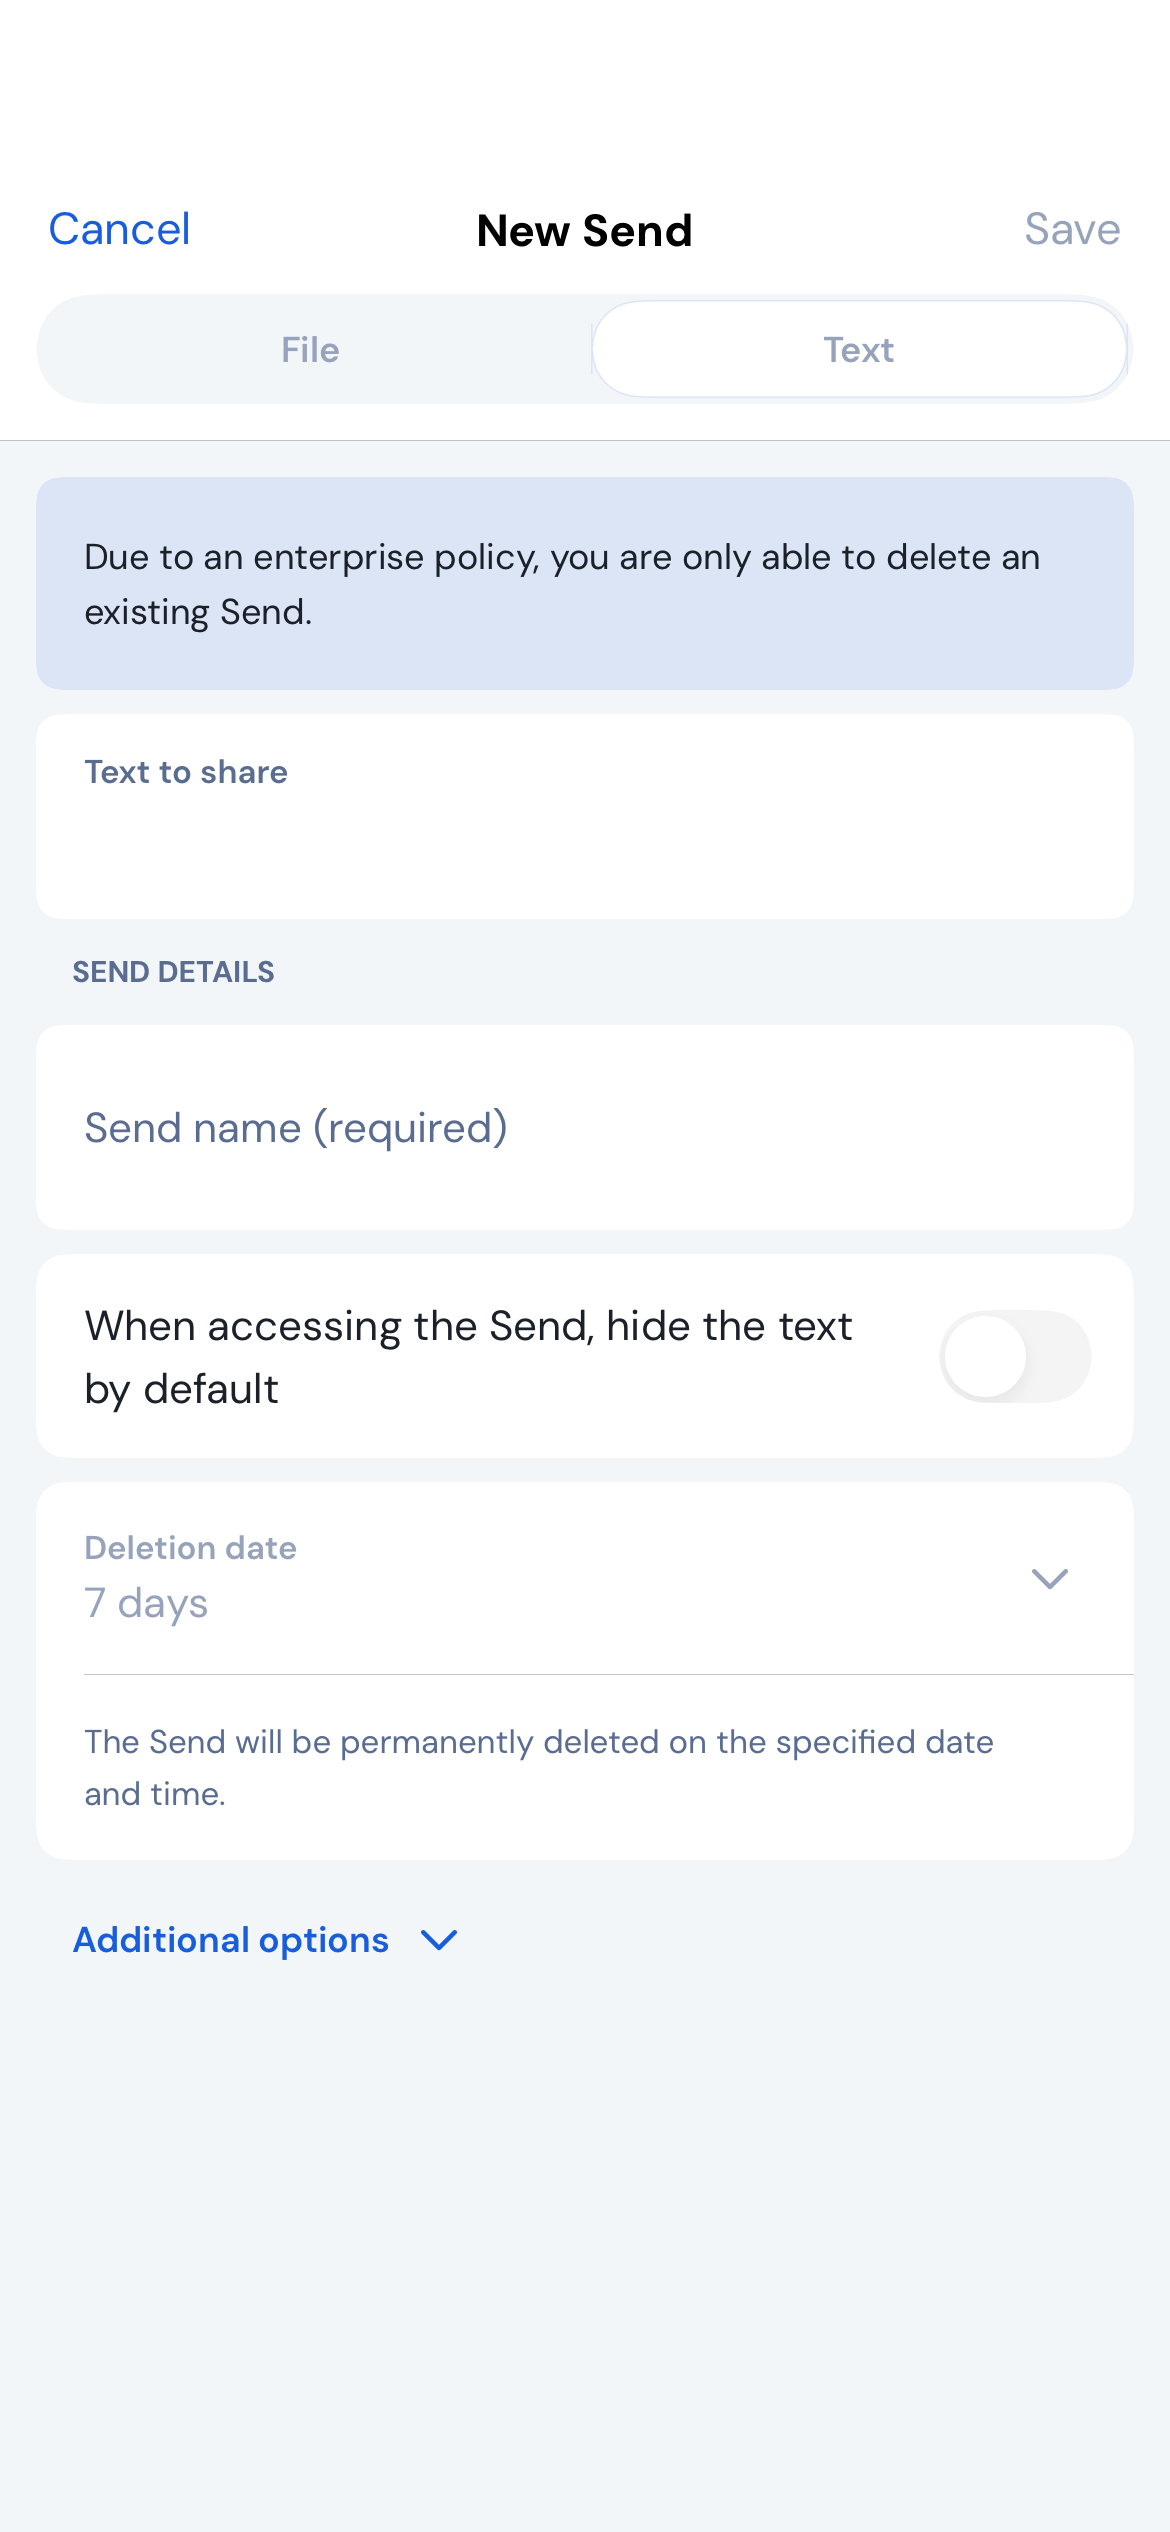 Cancel
New Send
Save
File
Text
Due to an enterprise policy, you are only able to delete an
existing Send.
Text to share
SEND DETAILS
Send name (required)
When accessing the Send, hide the text
by default
Deletion date
7 days
The Send will be permanently deleted on the specified date
and time.
Additional options